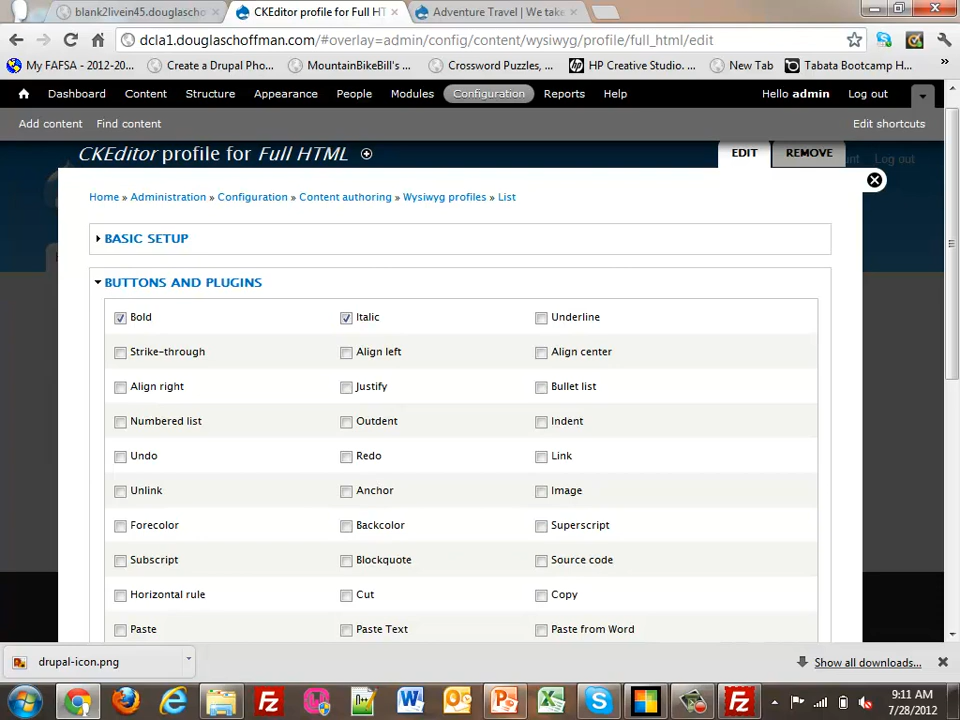 blank2livein45.douglascho
CKEditor profile for Full HT
Adventure Travel | We take
dcla1.douglaschoffman.com/#overlay=admin/config/content/wysiwyg/profile/full_html/edit
My FAFSA - 2012-20...
Create a Drupal Pho...
MountainBikeBill's ...
Crossword Puzzles, ...
HP Creative Studio. ...
New Tab
Tabata Bootcamp H...
Dashboard Content Structure Appearance People Modules Configuration Reports Help Hello admin Log out
Add content Find content Edit shortcuts
CKEditor profile for Full HTML
EDIT REMOVE Log out
Home » Administration » Configuration » Content authoring » Wysiwyg profiles » List
BASIC SETUP
BUTTONS AND PLUGINS
Bold Italic Underline
Strike-through Align left Align center
Align right Justify Bullet list
Numbered list Outdent Indent
Undo Redo Link
Unlink Anchor Image
Forecolor Backcolor Superscript
Subscript Blockquote Source code
Horizontal rule Cut Copy
Paste Paste Text Paste from Word
drupal-icon.png
Show all downloads...
9:11 AM
7/28/2012